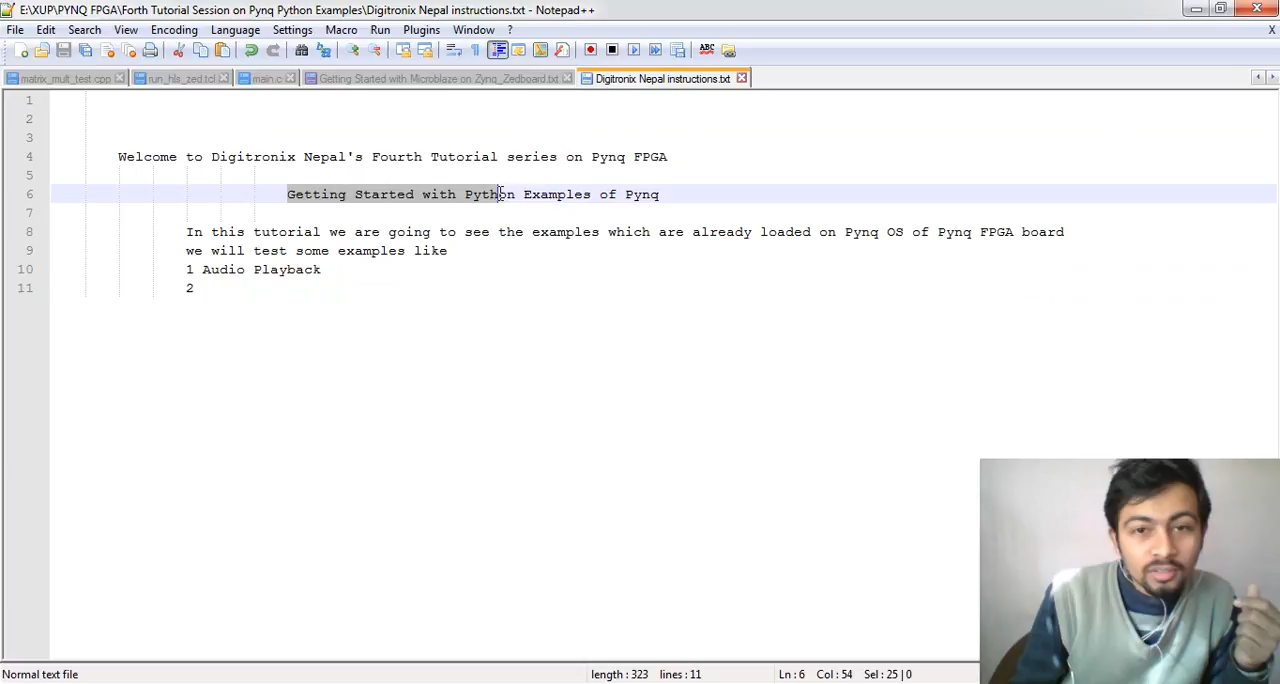 E:\XUP\PYNQ FPGA\Forth Tutorial Session on Pynq Python Examples\Digitronix Nepal instructions.txt - Notepad++
File Edit Search View Encoding Language Settings Macro Run Plugins Window ? X
matrix_mult_test.cpp run_hls_zed.tcl main.c Getting Started with Microblaze on Zynq_Zedboard.txt Digitronix Nepal instructions.txt
1
2
3
4 Welcome to Digitronix Nepal's Fourth Tutorial series on Pynq FPGA
5
6 Getting Started with Python Examples of Pynq
7
8 In this tutorial we are going to see the examples which are already loaded on Pynq OS of Pynq FPGA board
9 we will test some examples like
10 1 Audio Playback
11 2
Normal text file length : 323 lines : 11 Ln : 6 Col : 54 Sel : 25 | 0